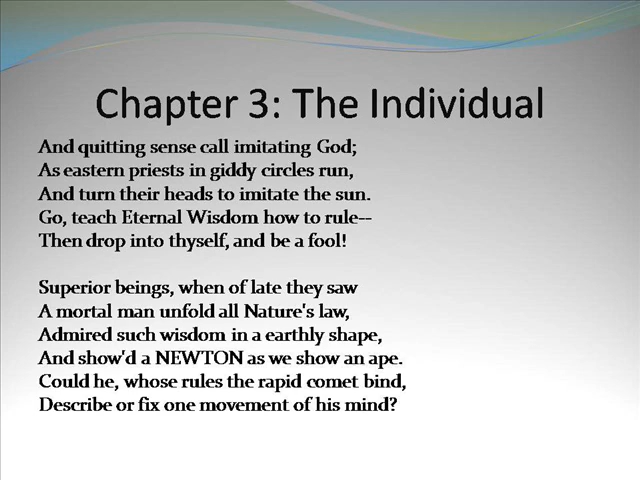 Chapter 3: The Individual
And quitting sense call imitating God;
As eastern priests in giddy circles run,
And turn their heads to imitate the sun.
Go, teach Eternal Wisdom how to rule--
Then drop into thyself, and be a fool!
Superior beings, when of late they saw
A mortal man unfold all Nature's law,
Admired such wisdom in a earthly shape,
And show'd a NEWTON as we show an ape.
Could he, whose rules the rapid comet bind,
Describe or fix one movement of his mind?